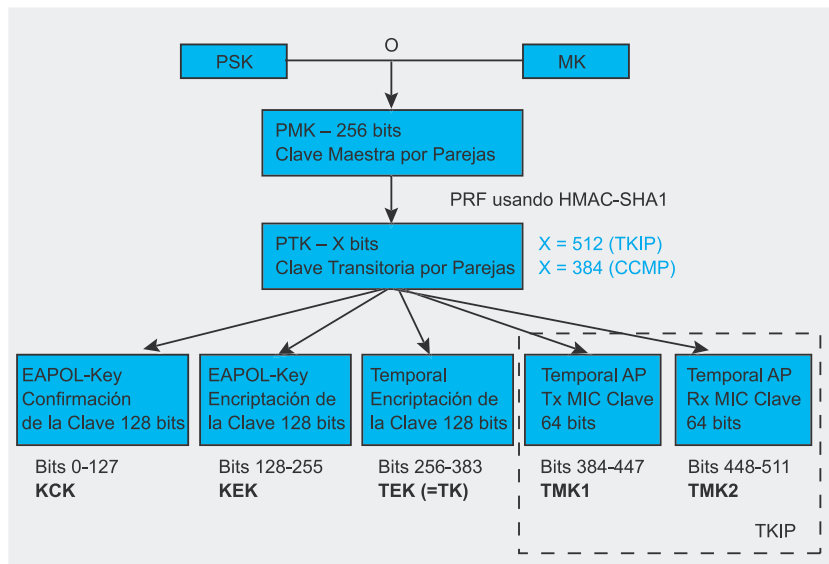 O
PSK
MK
PMK – 256 bits
Clave Maestra por Parejas
PRF usando HMAC-SHA1
PTK – X bits
Clave Transitoria por Parejas
X = 512 (TKIP)
X = 384 (CCMP)
EAPOL-Key
Confirmación
de la Clave 128 bits
Bits 0-127
KCK
EAPOL-Key
Encriptación de
la Clave 128 bits
Bits 128-255
KEK
Temporal
Encriptación de
la Clave 128 bits
Bits 256-383
TEK (=TK)
Temporal AP
Tx MIC Clave
64 bits
Bits 384-447
TMK1
Temporal AP
Rx MIC Clave
64 bits
Bits 448-511
TMK2
TKIP